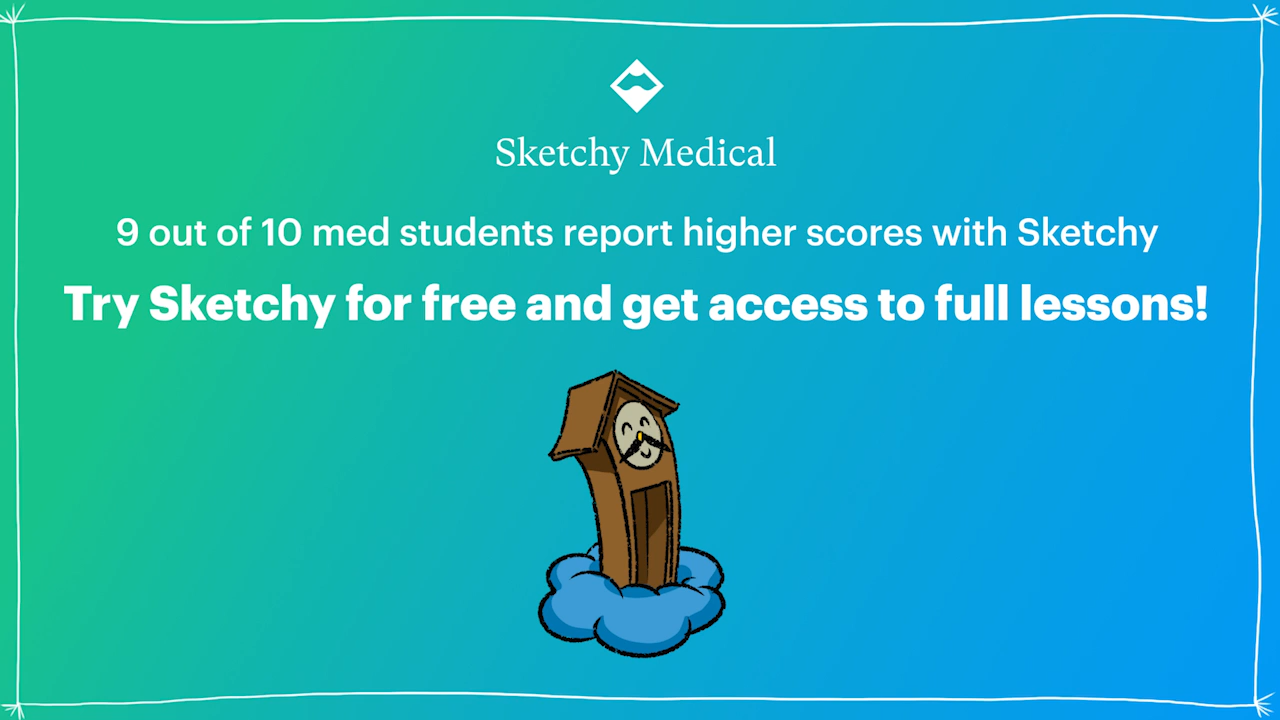 Sketchy Medical
9 out of 10 med students report higher scores with Sketchy
Try Sketchy for free and get access to full lessons!